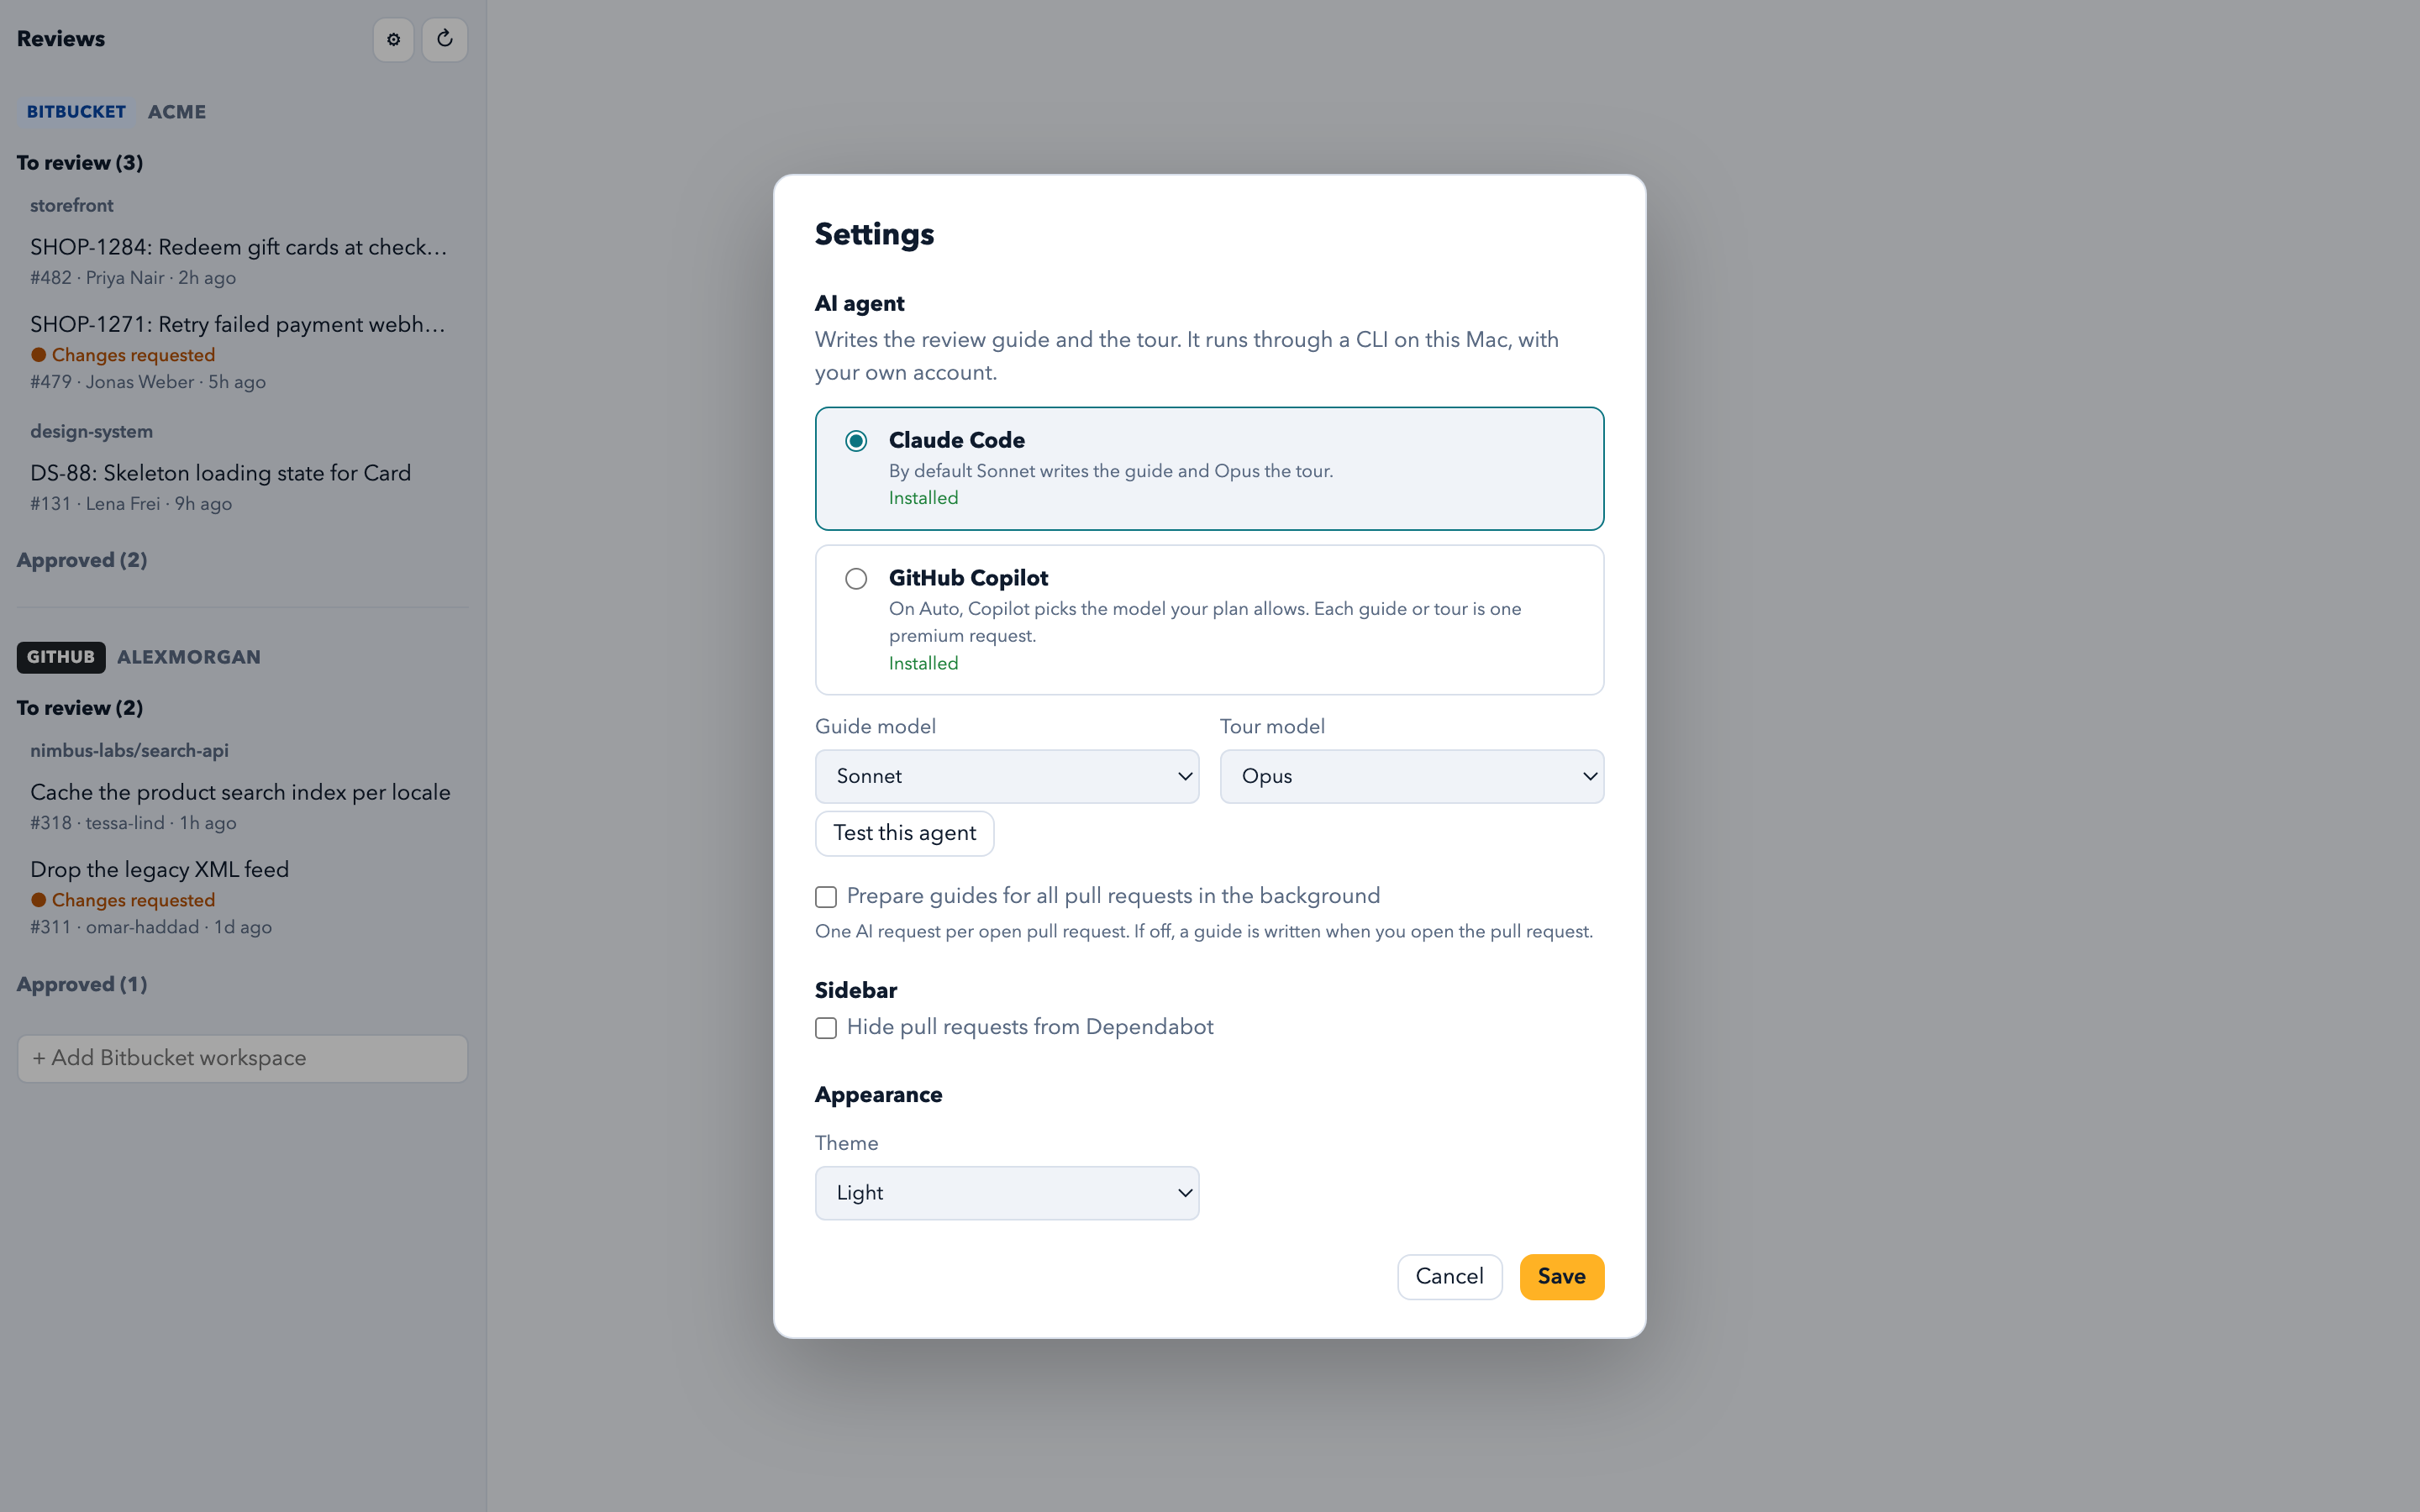 Reviews
BITBUCKET ACME
To review (3)
storefront
SHOP-1284: Redeem gift cards at check…
#482 · Priya Nair · 2h ago
SHOP-1271: Retry failed payment webh…
Changes requested
#479 · Jonas Weber · 5h ago
design-system
DS-88: Skeleton loading state for Card
#131 · Lena Frei · 9h ago
Approved (2)
GITHUB ALEXMORGAN
To review (2)
nimbus-labs/search-api
Cache the product search index per locale
#318 · tessa-lind · 1h ago
Drop the legacy XML feed
Changes requested
#311 · omar-haddad · 1d ago
Approved (1)
+ Add Bitbucket workspace
Settings
AI agent
Writes the review guide and the tour. It runs through a CLI on this Mac, with
your own account.
Claude Code
By default Sonnet writes the guide and Opus the tour.
Installed
GitHub Copilot
On Auto, Copilot picks the model your plan allows. Each guide or tour is one
premium request.
Installed
Guide model Tour model
Sonnet Opus
Test this agent
Prepare guides for all pull requests in the background
One AI request per open pull request. If off, a guide is written when you open the pull request.
Sidebar
Hide pull requests from Dependabot
Appearance
Theme
Light
Cancel Save